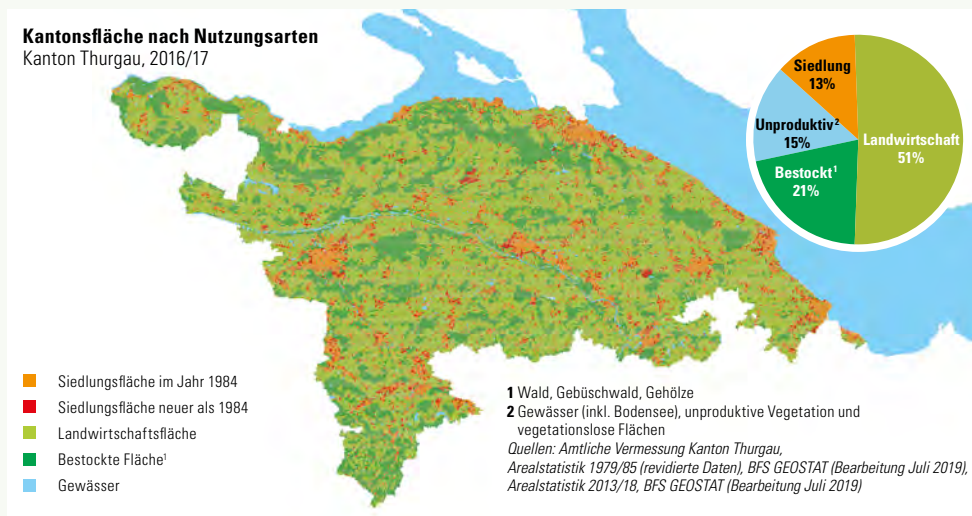 Kantonsfläche nach Nutzungsarten
Kanton Thurgau, 2016/17
Siedlung
13%
Unproduktiv²
15%
Landwirtschaft
51%
Bestockt¹
21%
Siedlungsfläche im Jahr 1984
Siedlungsfläche neuer als 1984
Landwirtschaftsfläche
Bestockte Fläche¹
Gewässer
1 Wald, Gebüschwald, Gehölze
2 Gewässer (inkl. Bodensee), unproduktive Vegetation und
vegetationslose Flächen
Quellen: Amtliche Vermessung Kanton Thurgau,
Arealstatistik 1979/85 (revidierte Daten), BFS GEOSTAT (Bearbeitung Juli 2019),
Arealstatistik 2013/18, BFS GEOSTAT (Bearbeitung Juli 2019)